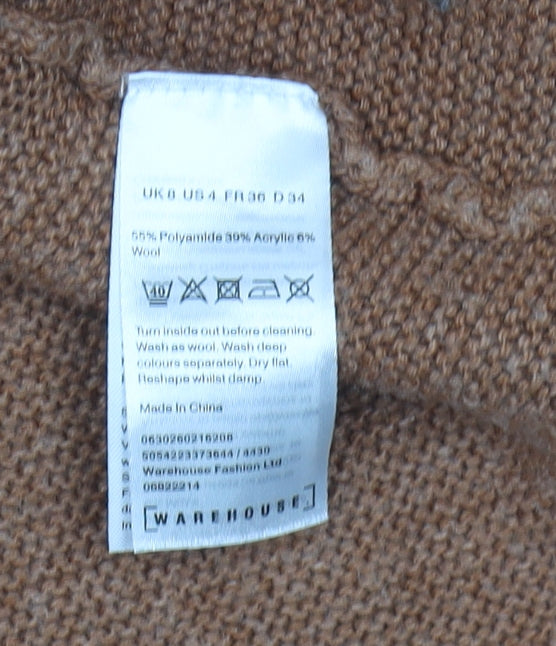 UK 8 US 4 FR 36 D 34
55% Polyamide 39% Acrylic 6%
Wool
40
Turn inside out before cleaning.
Wash as wool. Wash deep
colours separately. Dry flat.
Reshape whilst damp.
Made In China
0630260216206
5054223373644 / 4430
Warehouse Fashion Ltd
06822214
[WAREHOUSE.]